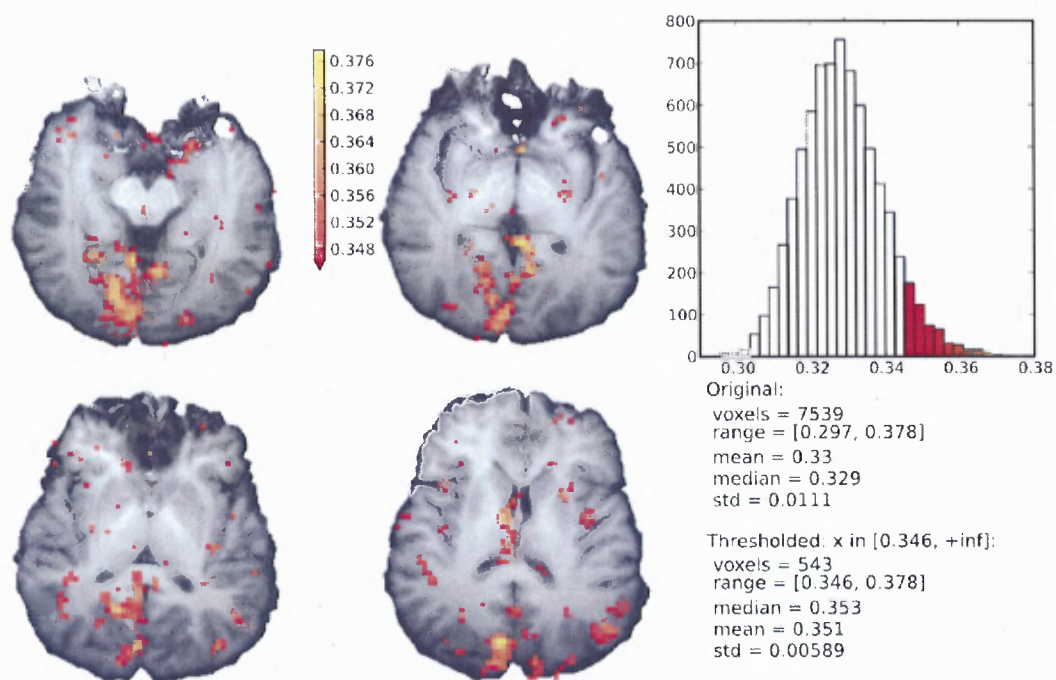 0.376
0.372
0.368
0.364
0.360
0.356
0.352
0.348
800
700
600
500
400
300
200
100
0
0.30 0.32 0.34 0.36 0.38
Original:
voxels = 7539
range = [0.297, 0.378]
mean = 0.33
median = 0.329
std = 0.0111
Thresholded: x in [0.346, +inf]:
voxels = 543
range = [0.346, 0.378]
median = 0.353
mean = 0.351
std = 0.00589